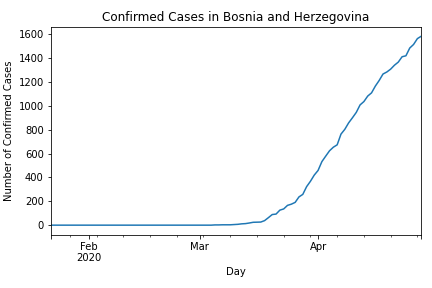 Confirmed Cases in Bosnia and Herzegovina
Number of Confirmed Cases
1600
1400
1200
1000
800
600
400
200
0
Feb
2020
Mar
Apr
Day